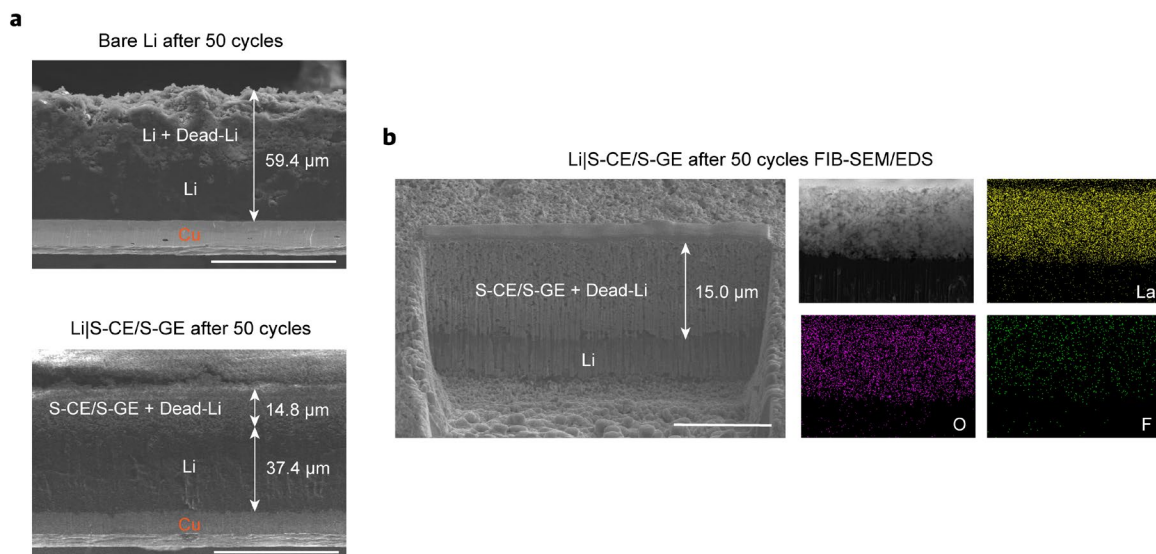 a
Bare Li after 50 cycles
Li + Dead-Li
59.4 μm
Li
Cu
Li|S-CE/S-GE after 50 cycles
S-CE/S-GE + Dead-Li
14.8 μm
Li
37.4 μm
Cu
b
Li|S-CE/S-GE after 50 cycles FIB-SEM/EDS
S-CE/S-GE + Dead-Li
15.0 μm
Li
La
O
F